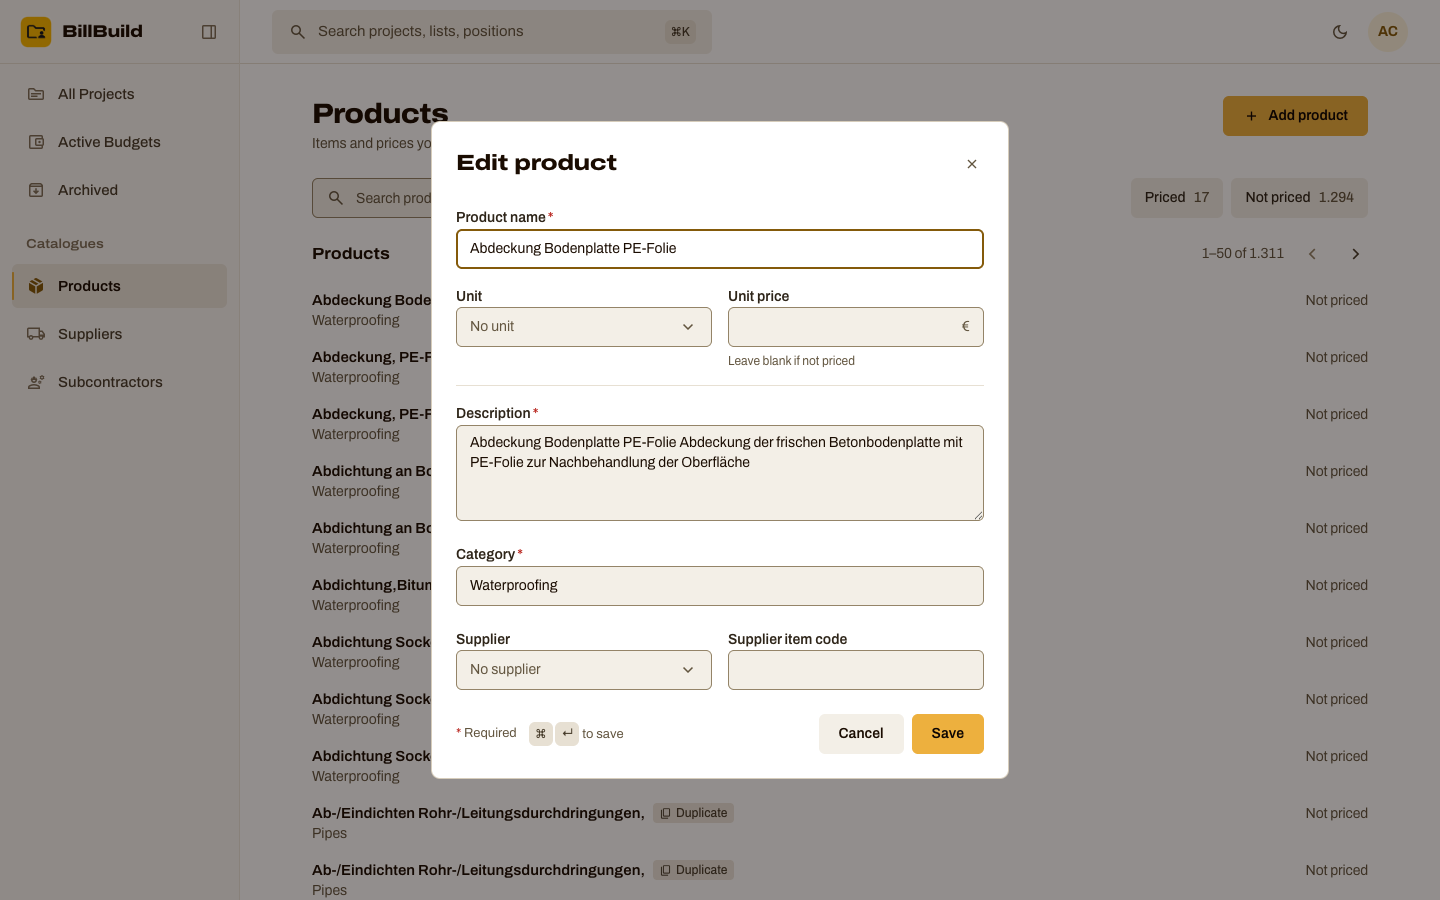 BillBuild
Search projects, lists, positions
⌘K
AC
All Projects
Active Budgets
Archived
Catalogues
Products
Suppliers
Subcontractors
Products
Items and prices yo
Add product
Search prod
Priced 17
Not priced 1.294
Products
1–50 of 1.311
Abdeckung Bode
Waterproofing
Not priced
Abdeckung, PE-F
Waterproofing
Not priced
Abdeckung, PE-F
Waterproofing
Not priced
Abdichtung an Bo
Waterproofing
Not priced
Abdichtung an Bo
Waterproofing
Not priced
Abdichtung,Bitum
Waterproofing
Not priced
Abdichtung Socke
Waterproofing
Not priced
Abdichtung Socke
Waterproofing
Not priced
Abdichtung Socke
Waterproofing
Not priced
Ab-/Eindichten Rohr-/Leitungsdurchdringungen, Duplicate
Pipes
Not priced
Ab-/Eindichten Rohr-/Leitungsdurchdringungen, Duplicate
Pipes
Not priced
Edit product
Product name*
Abdeckung Bodenplatte PE-Folie
Unit
No unit
Unit price
€
Leave blank if not priced
Description*
Abdeckung Bodenplatte PE-Folie Abdeckung der frischen Betonbodenplatte mit
PE-Folie zur Nachbehandlung der Oberfläche
Category*
Waterproofing
Supplier
No supplier
Supplier item code
* Required ⌘ ↵ to save
Cancel
Save